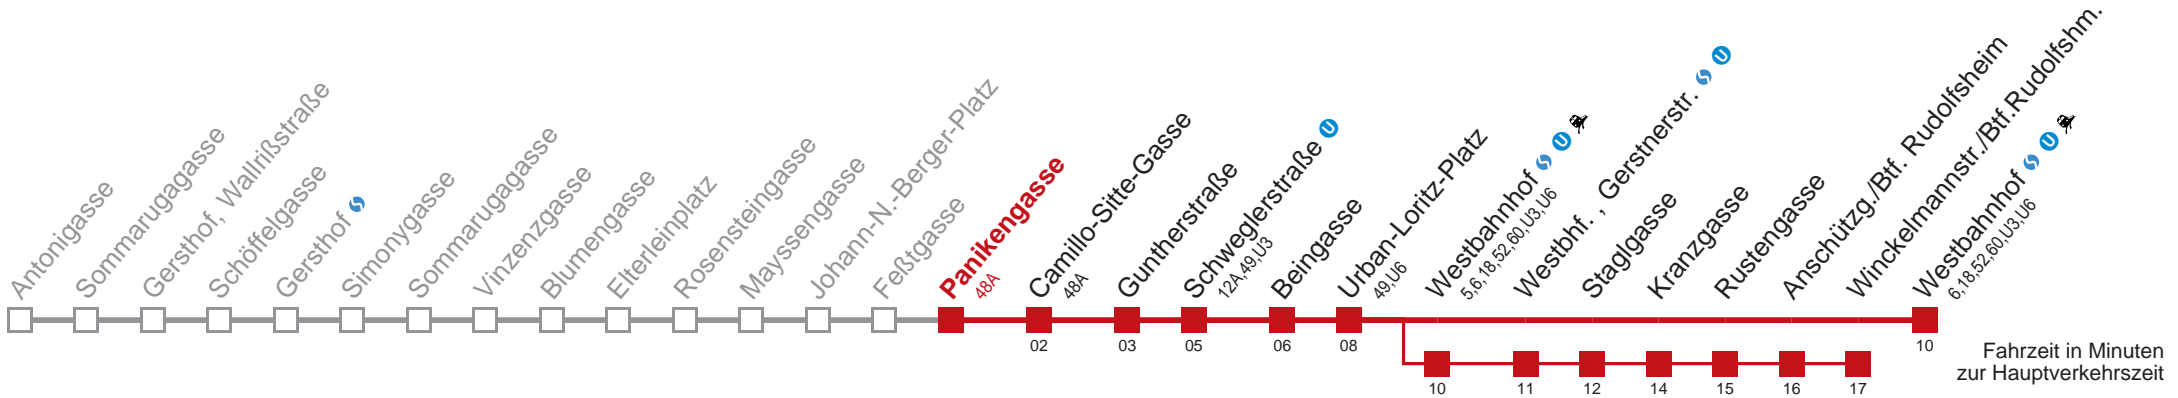 Antonigasse
Sommarugagasse
Gersthof, Wallrißstraße
Schöffelgasse
Gersthof
Simonygasse
Sommarugagasse
Vinzenzgasse
Blumengasse
Elterleinplatz
Rosensteingasse
Mayssengasse
Johann-N.-Berger-Platz
Feßtgasse
Panikengasse
48A
Camillo-Sitte-Gasse
48A
Guntherstraße
Schweglerstraße U
12A,49,U3
Beingasse
Urban-Loritz-Platz
49,U6
Westbahnhof U
5,6,18,52,60,U3,U6
Westbhf. , Gerstnerstr. U
Staglgasse
Kranzgasse
Rustengasse
Anschützg./Btf. Rudolfsheim
Winckelmannstr./Btf.Rudolfshm.
Westbahnhof U
6,18,52,60,U3,U6
02
03
05
06
08
10
10
11
12
14
15
16
17
Fahrzeit in Minuten
zur Hauptverkehrszeit